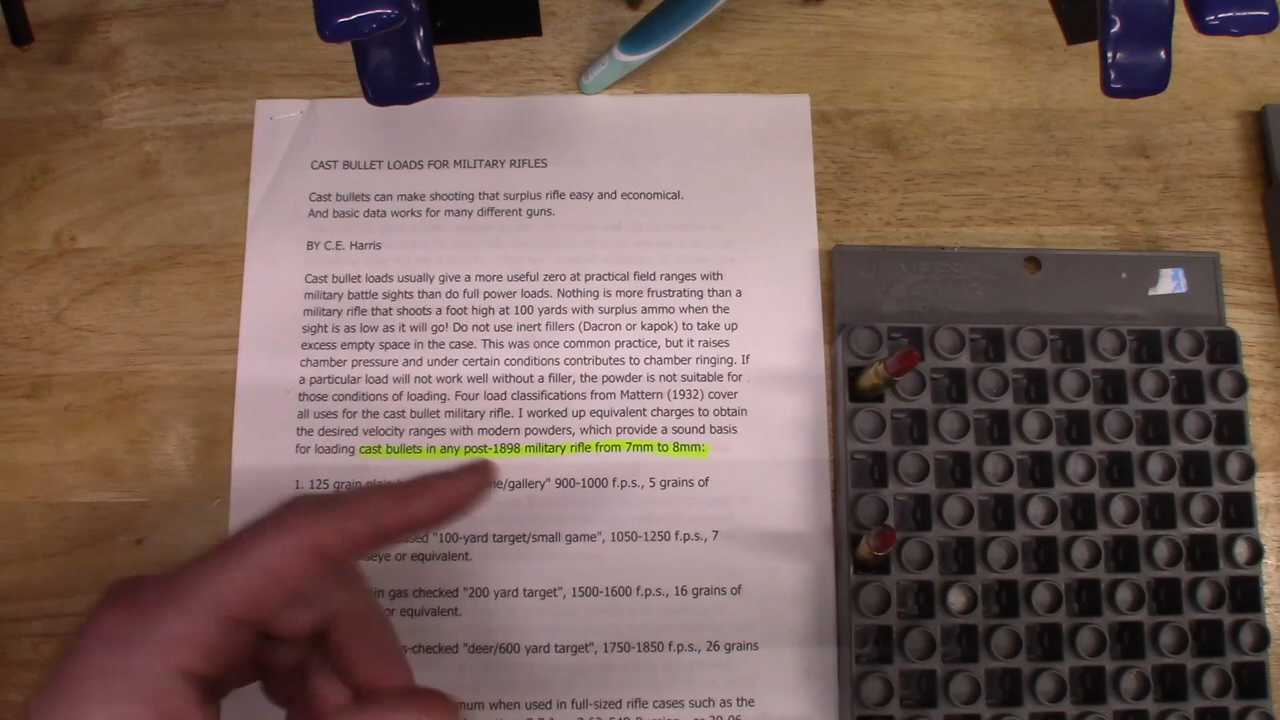 CAST BULLET LOADS FOR MILITARY RIFLES
Cast bullets can make shooting that surplus rifle easy and economical.
And basic data works for many different guns.
BY C.E. Harris
Cast bullet loads usually give a more useful zero at practical field ranges with
military battle sights than do full power loads. Nothing is more frustrating than a
military rifle that shoots a foot high at 100 yards with surplus ammo when the
sight is as low as it will go! Do not use inert fillers (Dacron or kapok) to take up
excess empty space in the case. This was once common practice, but it raises
chamber pressure and under certain conditions contributes to chamber ringing. If
a particular load will not work well without a filler, the powder is not suitable for
those conditions of loading. Four load classifications from Mattern (1932) cover
all uses for the cast bullet military rifle. I worked up equivalent charges to obtain
the desired velocity ranges with modern powders, which provide a sound basis
for loading cast bullets in any post-1898 military rifle from 7mm to 8mm:
1. 125 grain plain 900-1000 f.p.s., 5 grains of
"100-yard target/small game", 1050-1250 f.p.s., 7
or equivalent.
gas checked "200 yard target", 1500-1600 f.p.s., 16 grains of
or equivalent.
"deer/600 yard target", 1750-1850 f.p.s., 26 grains
when used in full-sized rifle cases such as the